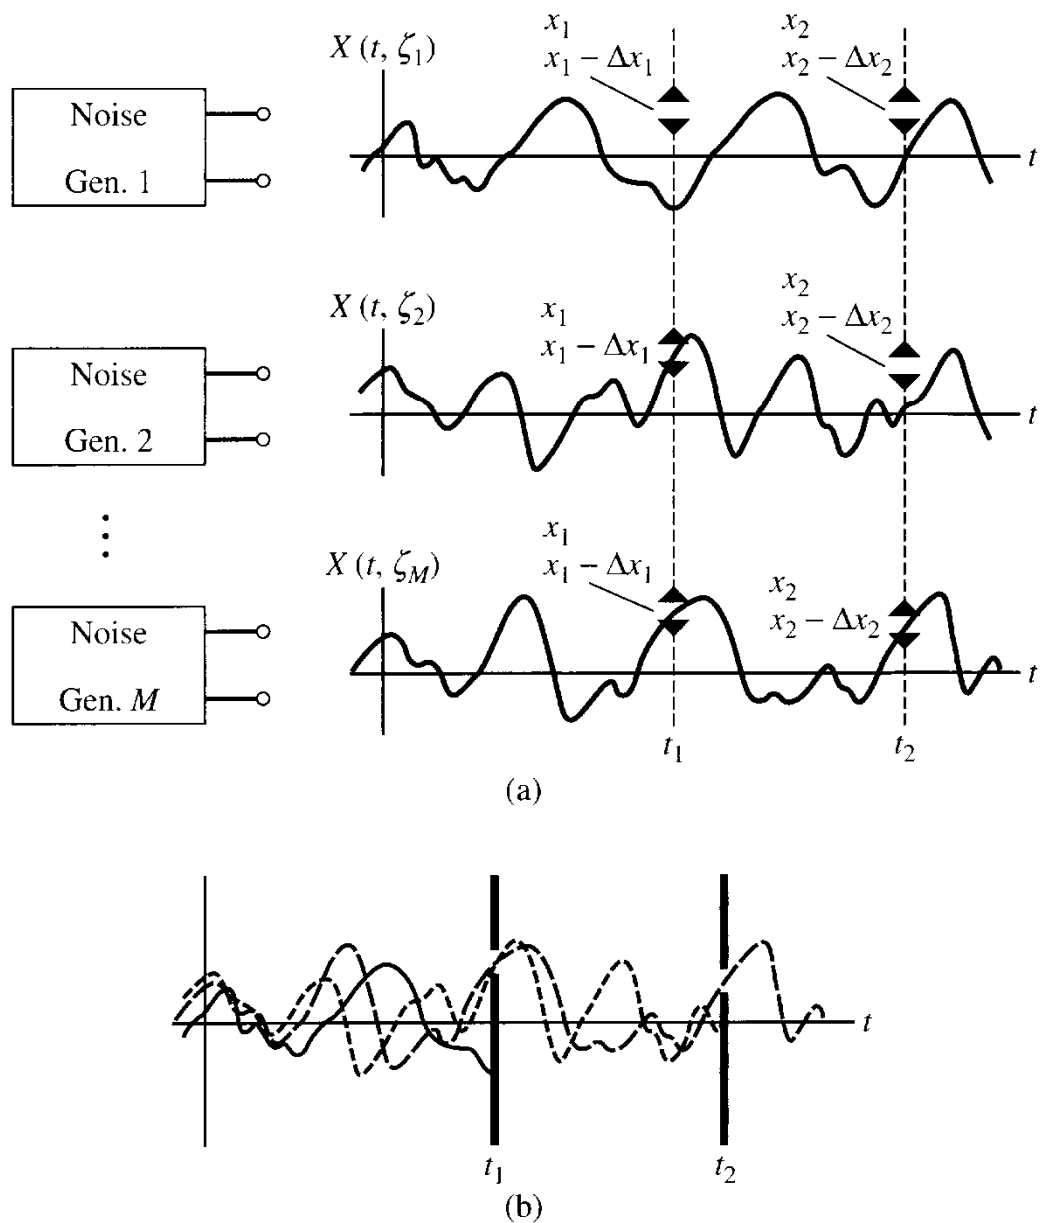 X (t, ζ₁)
x₁
x₁ − Δx₁
x₂
x₂ − Δx₂
Noise
Gen. 1
t
X (t, ζ₂)
x₁
x₁ − Δx₁
x₂
x₂ − Δx₂
Noise
Gen. 2
t
⋮
X (t, ζ_M)
x₁
x₁ − Δx₁
x₂
x₂ − Δx₂
Noise
Gen. M
t
t₁
t₂
(a)
t
t₁
t₂
(b)